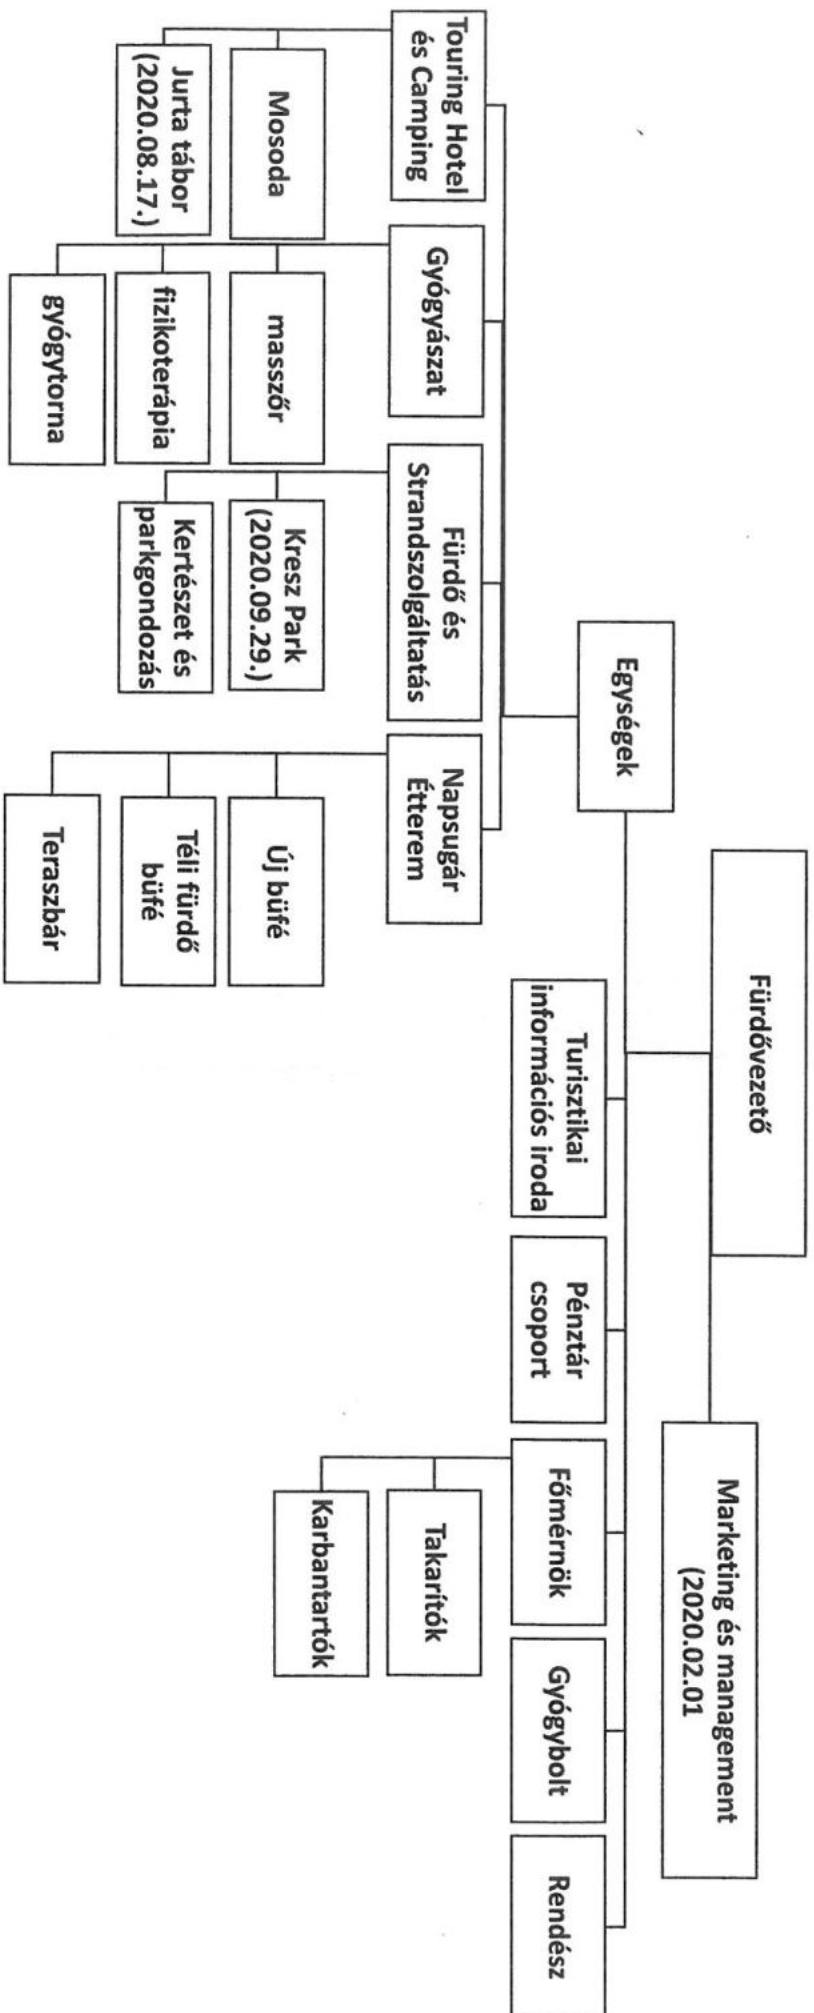 Fürdővezető
Marketing és management
(2020.02.01
Egységek
Turisztikai
információs iroda
Pénztár
csoport
Főmérnök
Gyógybolt
Rendész
Takarítók
Karbantartók
Touring Hotel
és Camping
Gyógyászat
Fürdő és
Strandszolgáltatás
Napsugár
Étterem
Mosoda
Jurta tábor
(2020.08.17.)
masszőr
fizikoterápia
gyógytorna
Kresz Park
(2020.09.29.)
Kertészet és
parkgondozás
Új büfé
Téli fürdő
büfé
Teraszbár